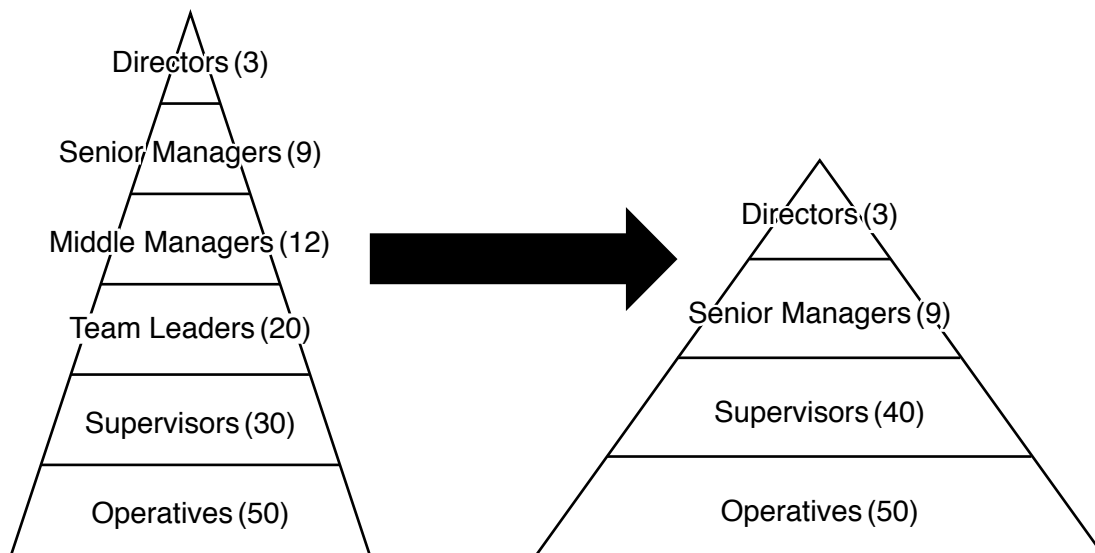 Directors (3)
Senior Managers (9)
Middle Managers (12)
Team Leaders (20)
Supervisors (30)
Operatives (50)
Directors (3)
Senior Managers (9)
Supervisors (40)
Operatives (50)